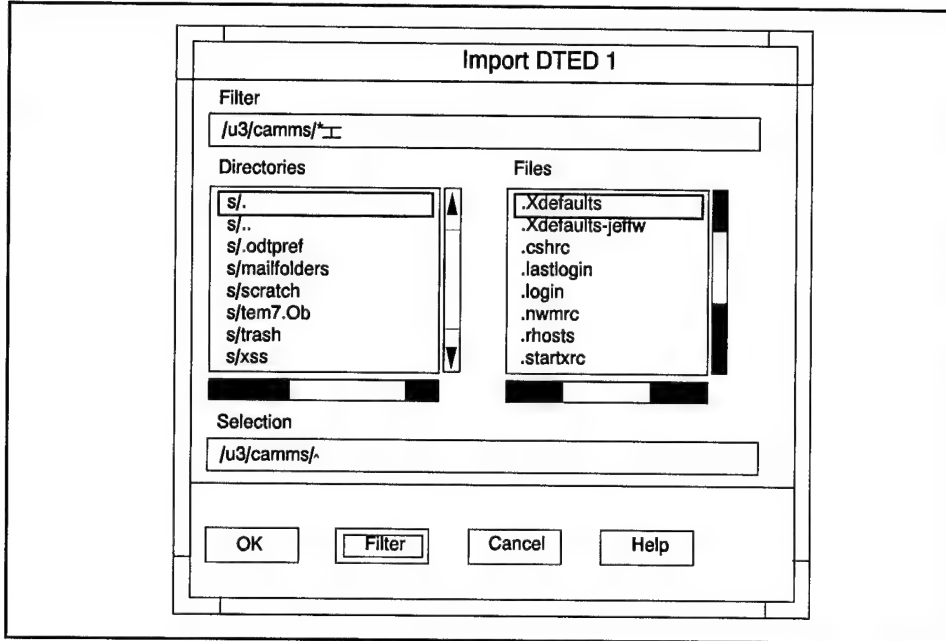 Import DTED 1
Filter
/u3/camms/*
Directories
s/.
s/..
s/.odtpref
s/mailfolders
s/scratch
s/tem7.Ob
s/trash
s/xss
Files
.Xdefaults
.Xdefaults-jeffw
.cshrc
.lastlogin
.login
.nwmrc
.rhosts
.startxrc
Selection
/u3/camms/^
OK Filter Cancel Help